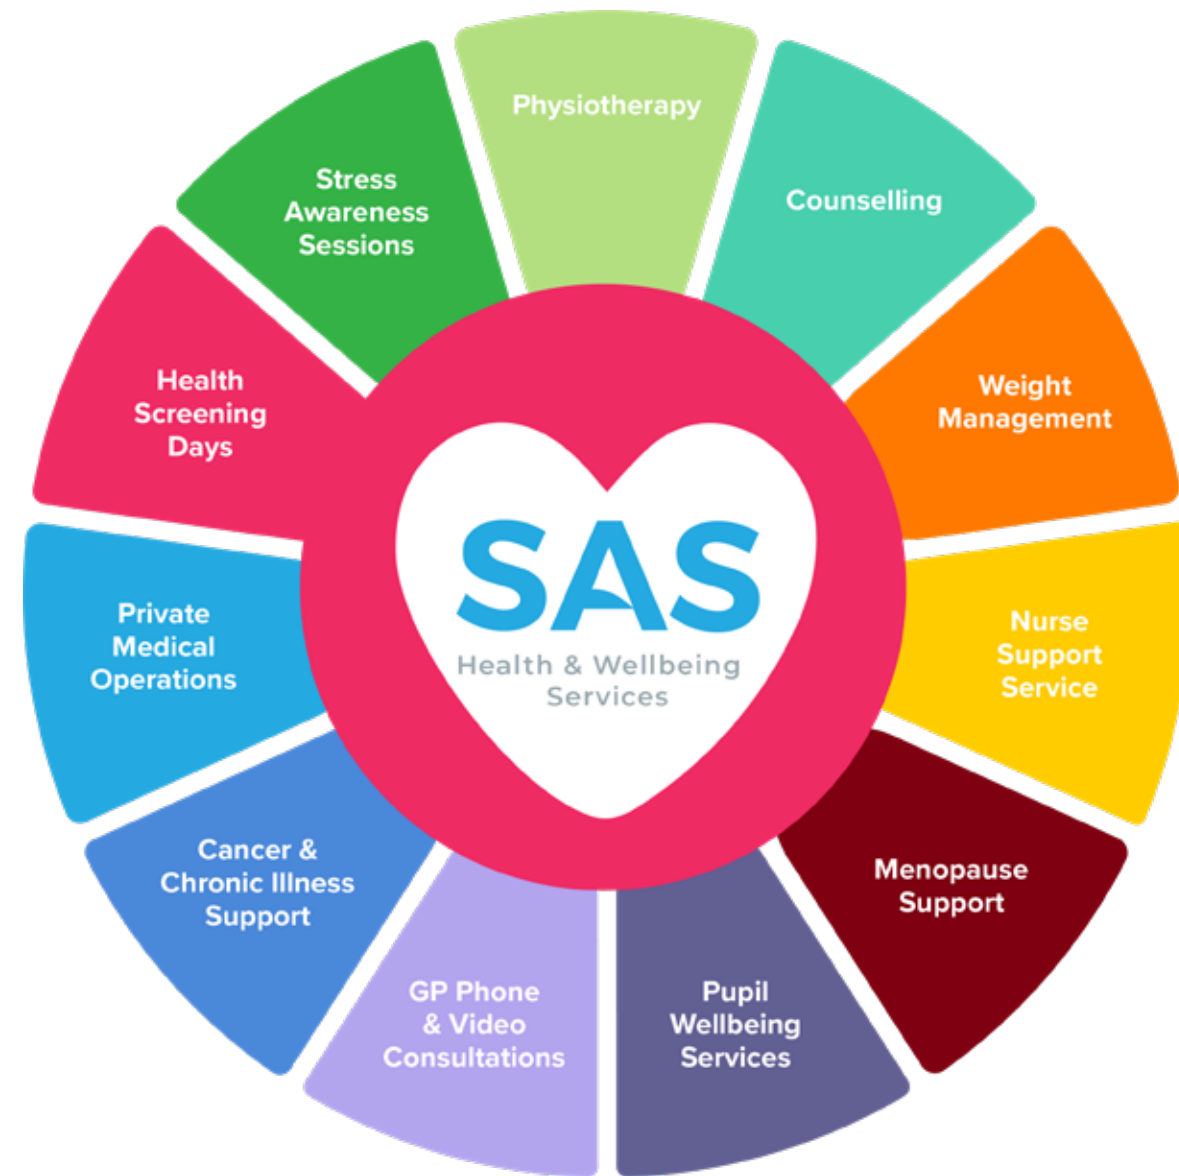 Physiotherapy
Counselling
Weight
Management
Nurse
Support
Service
Menopause
Support
Pupil
Wellbeing
Services
GP Phone
& Video
Consultations
Cancer &
Chronic Illness
Support
Private
Medical
Operations
Health
Screening
Days
Stress
Awareness
Sessions
SAS
Health & Wellbeing
Services